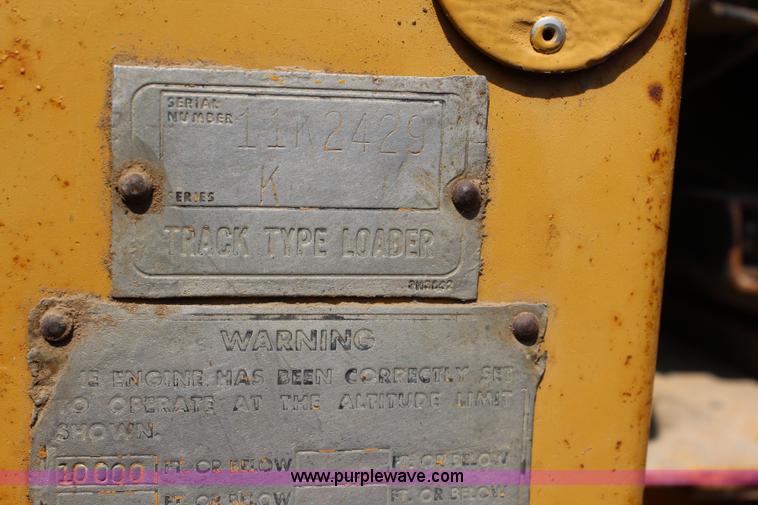 SERIAL
NUMBER 11K2429
SERIES K
TRACK TYPE LOADER
WARNING
ENGINE HAS BEEN CORRECTLY SET
TO OPERATE AT THE ALTITUDE LIMIT
SHOWN.
10000 FT. OR BELOW FT. OR BELOW
www.purplewave.com
FT. OR BELOW FT. OR BELOW